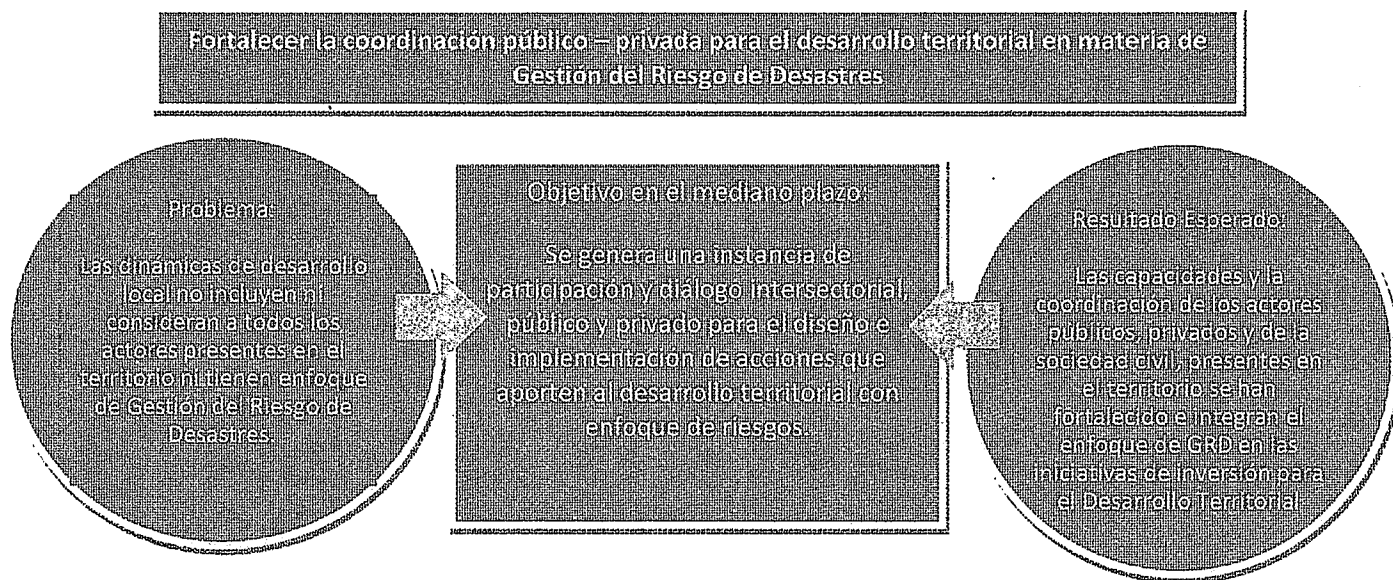 Fortalecer la coordinación público – privada para el desarrollo territorial en materia de
Gestión del Riesgo de Desastres
Problema:
Las dinámicas de desarrollo
local no incluyen ni
consideran a todos los
actores presentes en el
territorio ni tienen enfoque
de Gestión del Riesgo de
Desastres.
Objetivo en el mediano plazo:
Se genera una instancia de
participación y diálogo intersectorial,
público y privado para el diseño e
implementación de acciones que
aporten al desarrollo territorial con
enfoque de riesgos.
Resultado Esperado:
Las capacidades y la
coordinación de los actores
públicos, privados y de la
sociedad civil, presentes en
el territorio se han
fortalecido e integran el
enfoque de GRD en las
iniciativas de inversión para
el Desarrollo Territorial